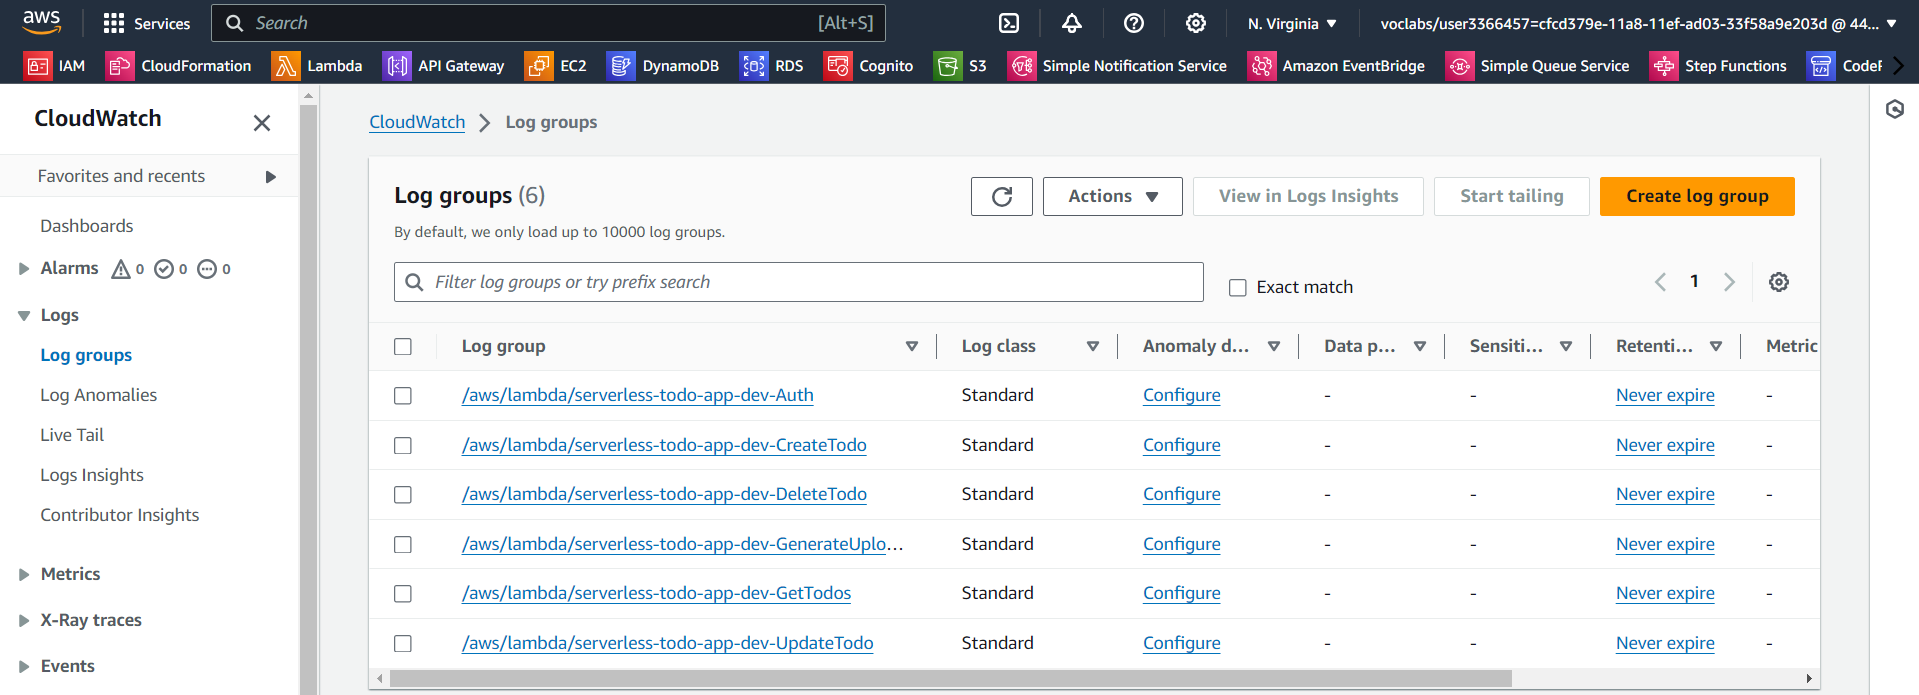 aws
Services
Search
[Alt+S]
N. Virginia
voclabs/user3366457=cfcd379e-11a8-11ef-ad03-33f58a9e203d @ 44...
IAM CloudFormation Lambda API Gateway EC2 DynamoDB RDS Cognito S3 Simple Notification Service Amazon EventBridge Simple Queue Service Step Functions CodeP
CloudWatch
Favorites and recents
Dashboards
Alarms 0 0 0
Logs
Log groups
Log Anomalies
Live Tail
Logs Insights
Contributor Insights
Metrics
X-Ray traces
Events
CloudWatch > Log groups
Log groups (6)
Actions
View in Logs Insights
Start tailing
Create log group
By default, we only load up to 10000 log groups.
Filter log groups or try prefix search
Exact match
1
Log group Log class Anomaly d... Data p... Sensiti... Retenti... Metric
/aws/lambda/serverless-todo-app-dev-Auth Standard Configure - - Never expire -
/aws/lambda/serverless-todo-app-dev-CreateTodo Standard Configure - - Never expire -
/aws/lambda/serverless-todo-app-dev-DeleteTodo Standard Configure - - Never expire -
/aws/lambda/serverless-todo-app-dev-GenerateUplo... Standard Configure - - Never expire -
/aws/lambda/serverless-todo-app-dev-GetTodos Standard Configure - - Never expire -
/aws/lambda/serverless-todo-app-dev-UpdateTodo Standard Configure - - Never expire -